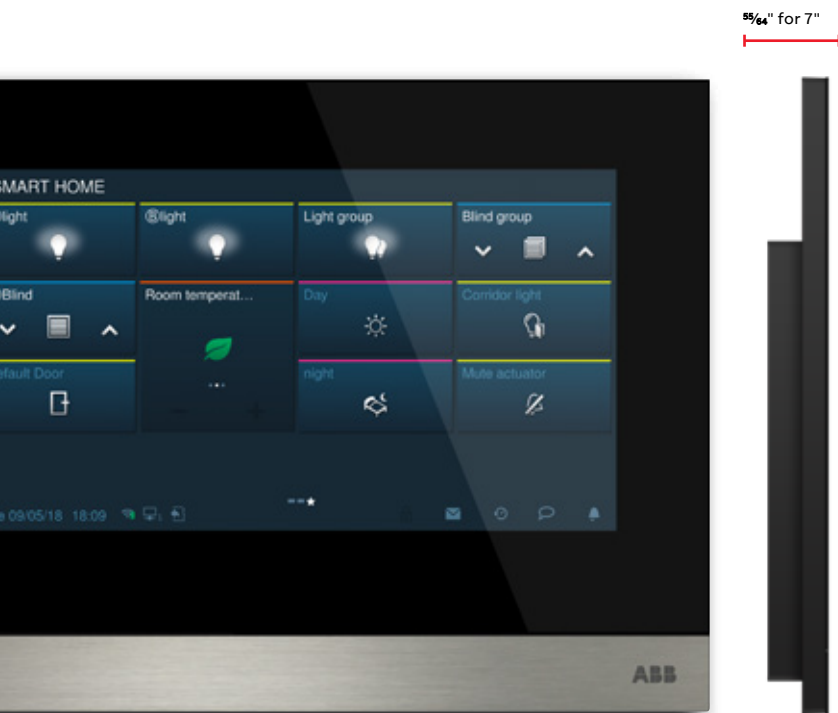 55/64" for 7"
SMART HOME
light
®light
Light group
Blind group
Blind
Room temperat...
Day
Corridor light
efault Door
night
Mute actuator
e 09/05/18 18:09
ABB